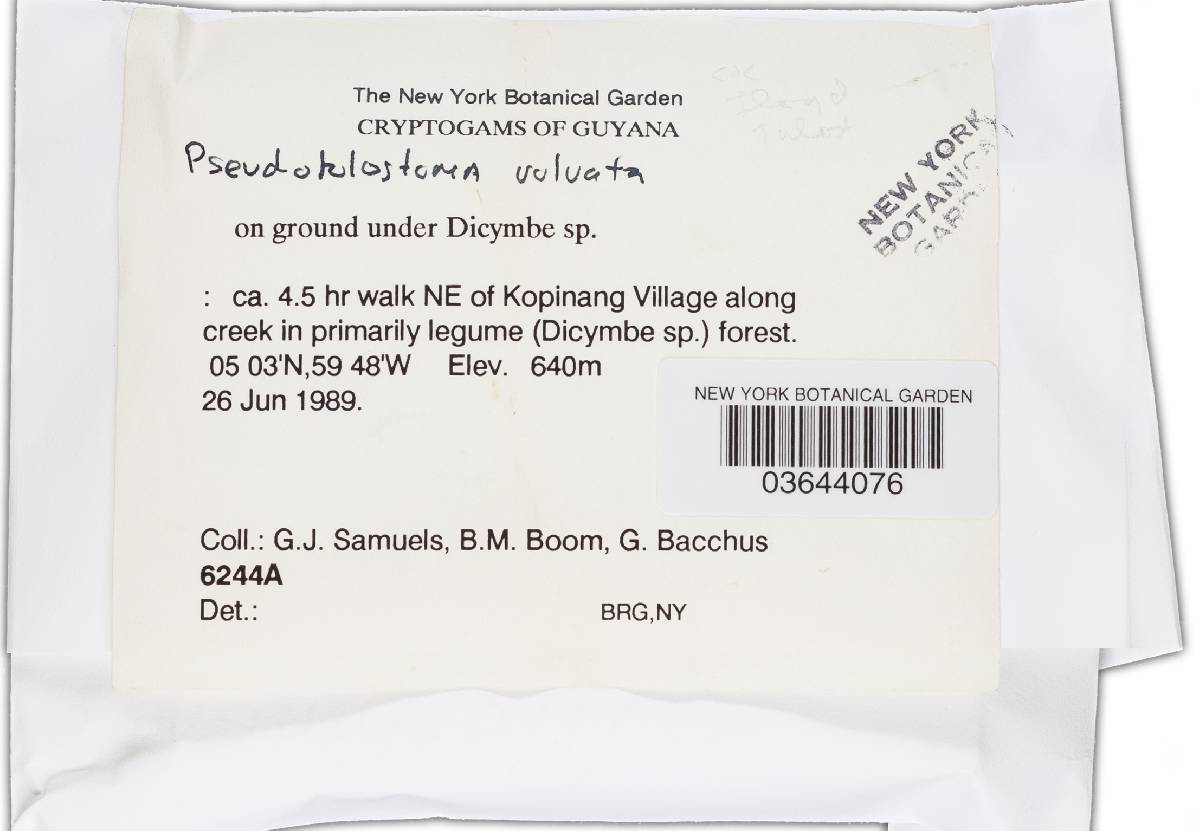 The New York Botanical Garden
CRYPTOGAMS OF GUYANA
Pseudotulostoma volvata
on ground under Dicymbe sp.
: ca. 4.5 hr walk NE of Kopinang Village along
creek in primarily legume (Dicymbe sp.) forest.
05 03'N,59 48'W Elev. 640m
26 Jun 1989.
NEW YORK
BOTANICAL
GARDEN
NEW YORK BOTANICAL GARDEN
03644076
Coll.: G.J. Samuels, B.M. Boom, G. Bacchus
6244A
Det.: BRG,NY